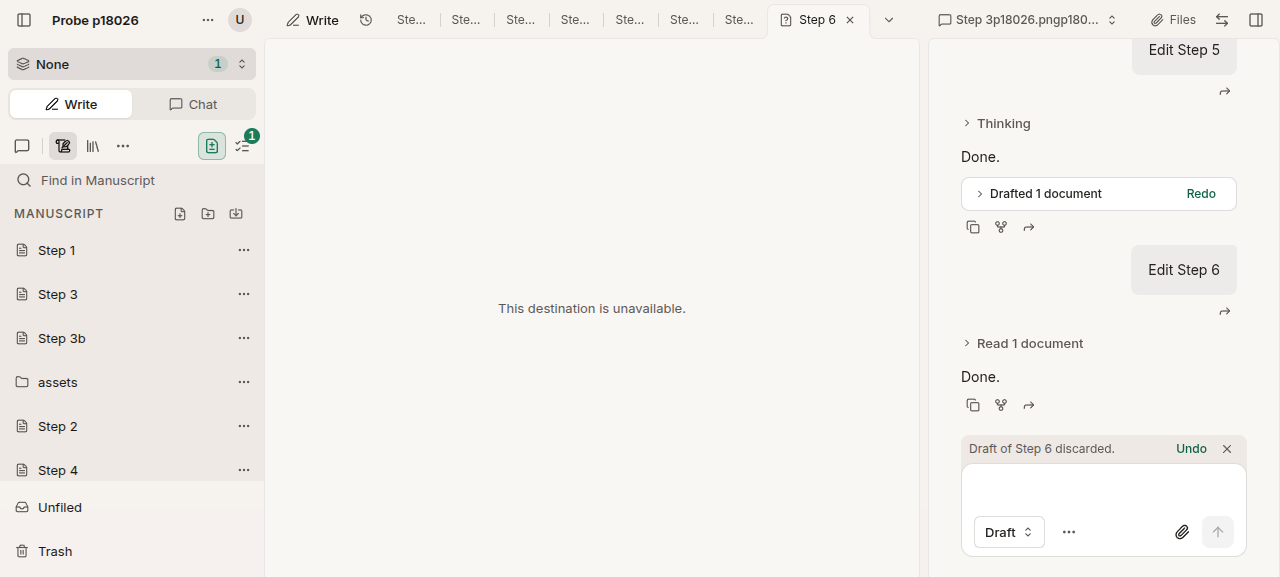 Probe p18026
U
None
1
Write
Chat
1
Find in Manuscript
MANUSCRIPT
Step 1
Step 3
Step 3b
assets
Step 2
Step 4
Unfiled
Trash
Write
Ste...
Ste...
Ste...
Ste...
Ste...
Ste...
Ste...
Step 6
This destination is unavailable.
Step 3p18026.pngp180...
Files
Edit Step 5
Thinking
Done.
Drafted 1 document
Redo
Edit Step 6
Read 1 document
Done.
Draft of Step 6 discarded.
Undo
Draft